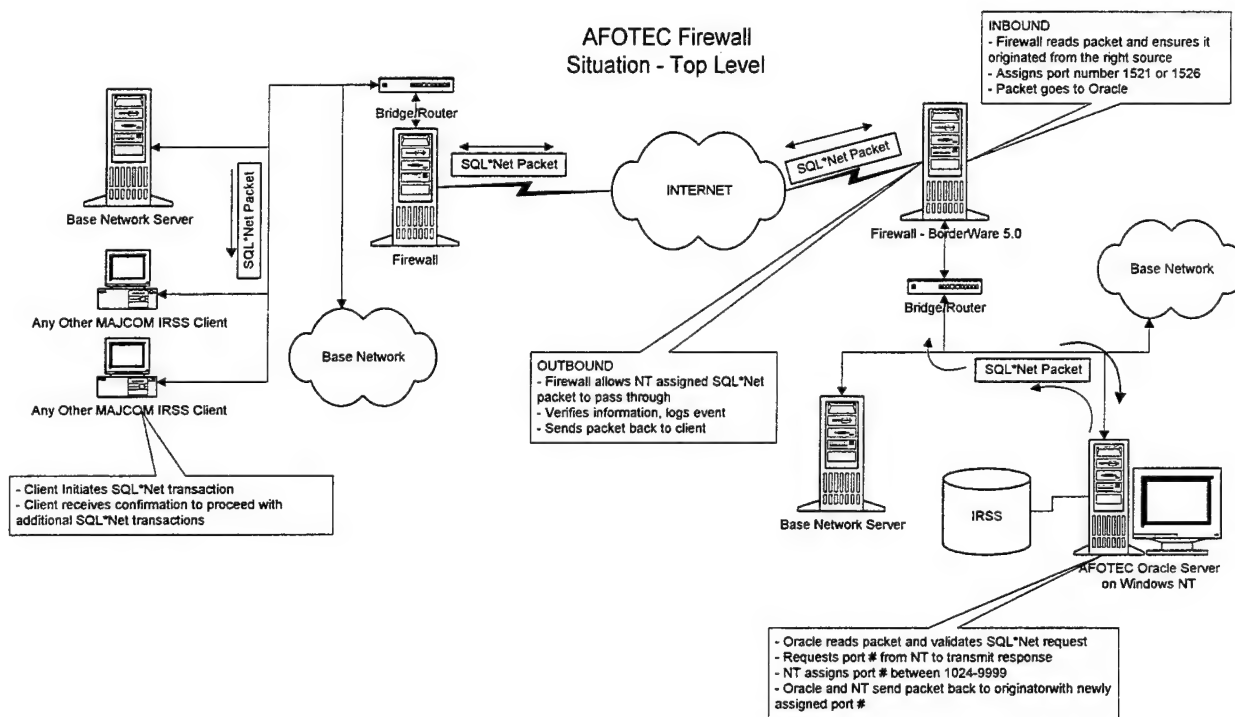 AFOTEC Firewall
Situation - Top Level
INBOUND
- Firewall reads packet and ensures it
originated from the right source
- Assigns port number 1521 or 1526
- Packet goes to Oracle
Bridge/Router
Base Network Server
SQL*Net Packet
SQL*Net Packet
Firewall
INTERNET
SQL*Net Packet
Firewall - BorderWare 5.0
Any Other MAJCOM IRSS Client
Any Other MAJCOM IRSS Client
Base Network
Bridge/Router
Base Network
OUTBOUND
- Firewall allows NT assigned SQL*Net
packet to pass through
- Verifies information, logs event
- Sends packet back to client
SQL*Net Packet
- Client Initiates SQL*Net transaction
- Client receives confirmation to proceed with
additional SQL*Net transactions
Base Network Server
IRSS
AFOTEC Oracle Server
on Windows NT
- Oracle reads packet and validates SQL*Net request
- Requests port # from NT to transmit response
- NT assigns port # between 1024-9999
- Oracle and NT send packet back to originatorwith newly
assigned port #